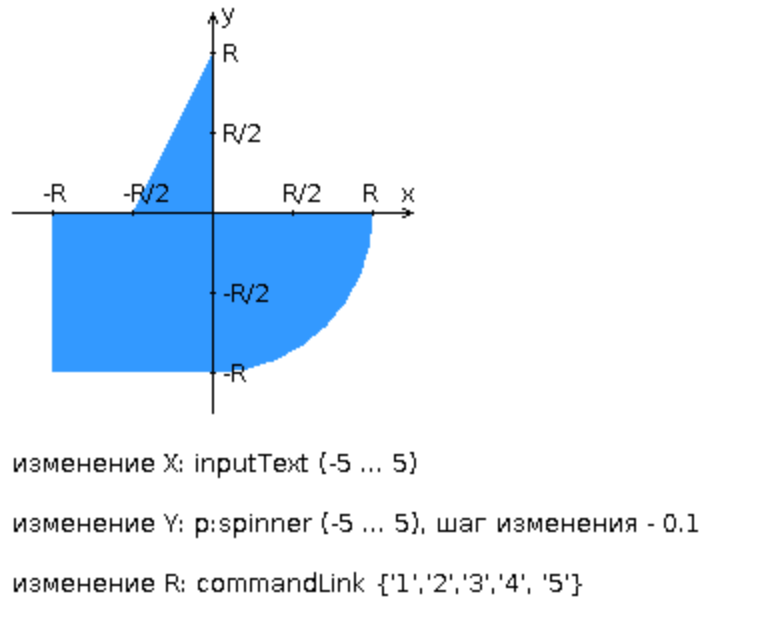 y
R
R/2
-R -R/2 R/2 R x
-R/2
-R
изменение X: inputText (-5 ... 5)
изменение Y: p:spinner (-5 ... 5), шаг изменения - 0.1
изменение R: commandLink {'1','2','3','4', '5'}